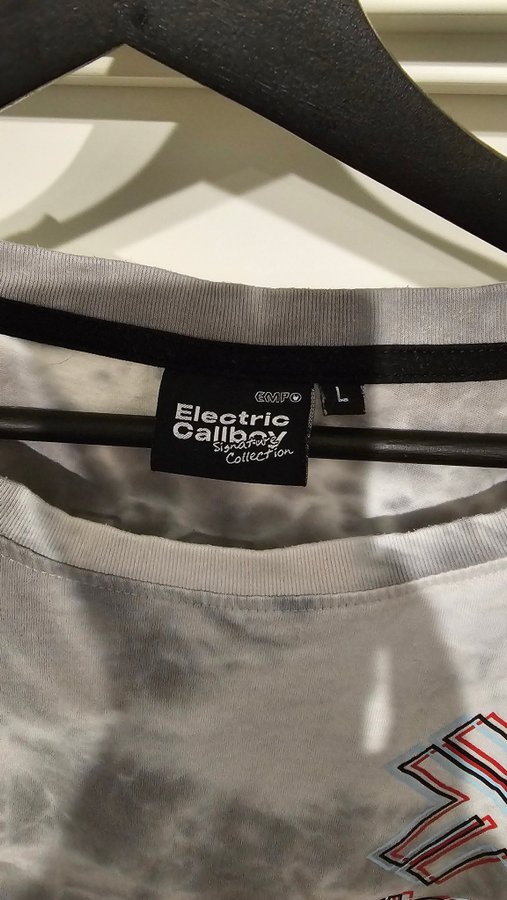 EMP
L
Electric
Callboy
Signature
Collection